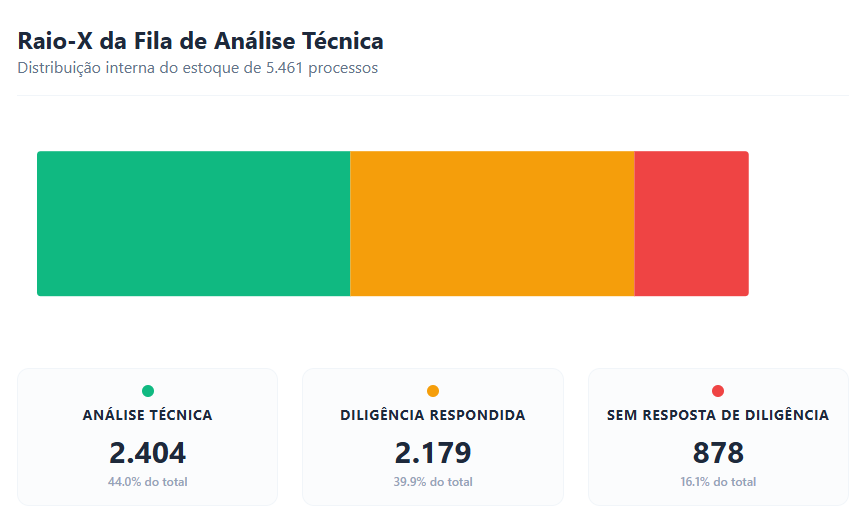 Raio-X da Fila de Análise Técnica
Distribuição interna do estoque de 5.461 processos
ANÁLISE TÉCNICA
2.404
44.0% do total
DILIGÊNCIA RESPONDIDA
2.179
39.9% do total
SEM RESPOSTA DE DILIGÊNCIA
878
16.1% do total